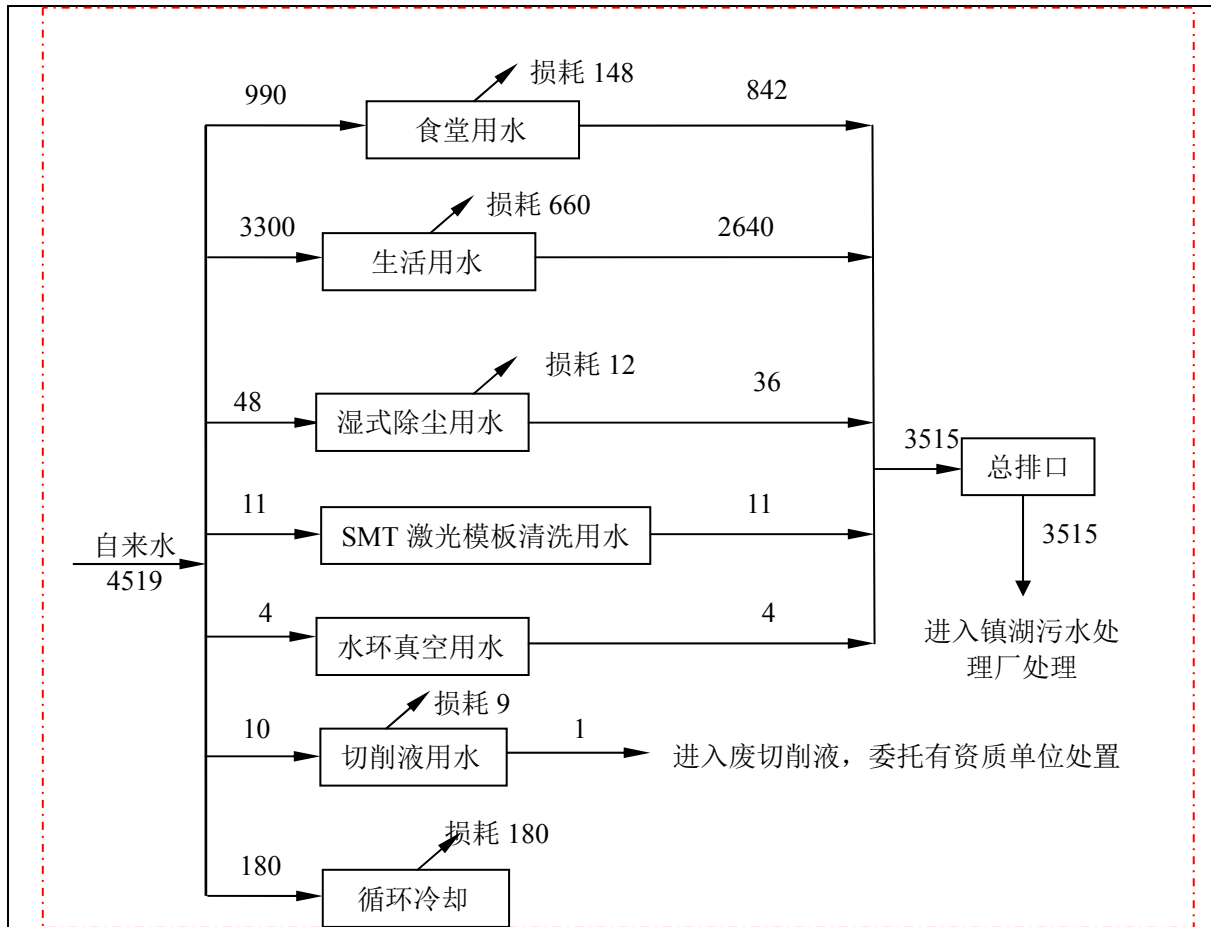 损耗 148
990
842
食堂用水
损耗 660
3300
2640
生活用水
损耗 12
48
36
湿式除尘用水
3515
总排口
11
11
SMT 激光模板清洗用水
3515
自来水
4519
4
4
水环真空用水
进入镇湖污水处
理厂处理
损耗 9
10
1
切削液用水
进入废切削液，委托有资质单位处置
损耗 180
180
循环冷却